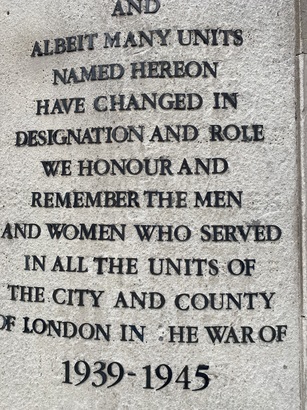 AND
ALBEIT MANY UNITS
NAMED HEREON
HAVE CHANGED IN
DESIGNATION AND ROLE
WE HONOUR AND
REMEMBER THE MEN
AND WOMEN WHO SERVED
IN ALL THE UNITS OF
THE CITY AND COUNTY
OF LONDON IN HE WAR OF
1939-1945